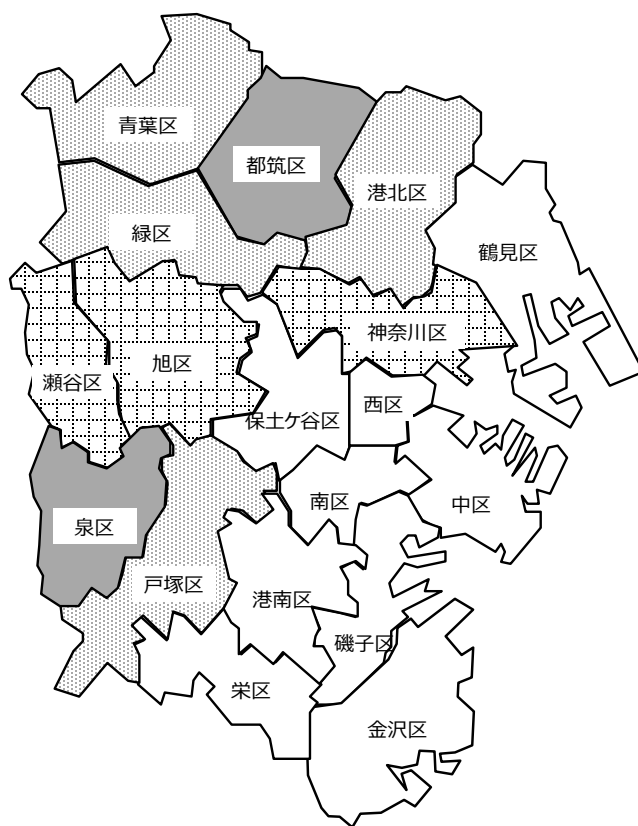 青葉区
都筑区
港北区
緑区
鶴見区
神奈川区
旭区
瀬谷区
西区
保土ケ谷区
南区
中区
泉区
戸塚区
港南区
磯子区
栄区
金沢区